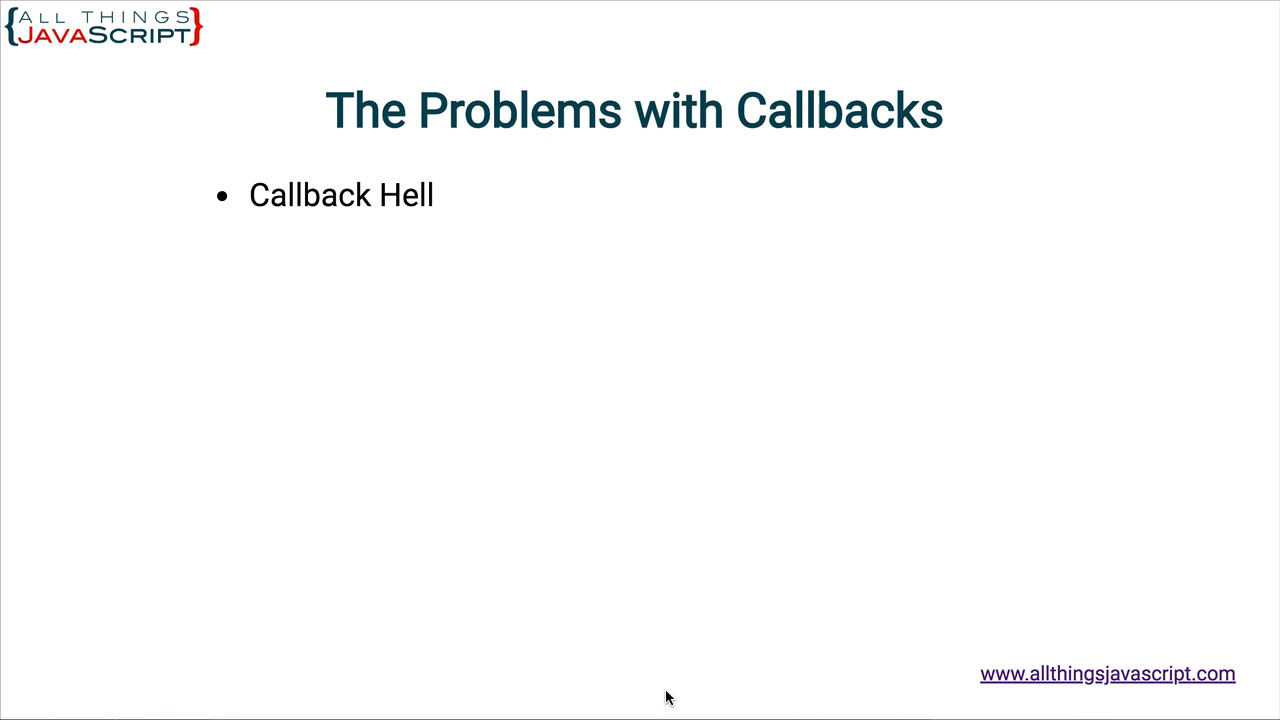 {ALL THINGS
JAVASCRIPT}
The Problems with Callbacks
• Callback Hell
www.allthingsjavascript.com